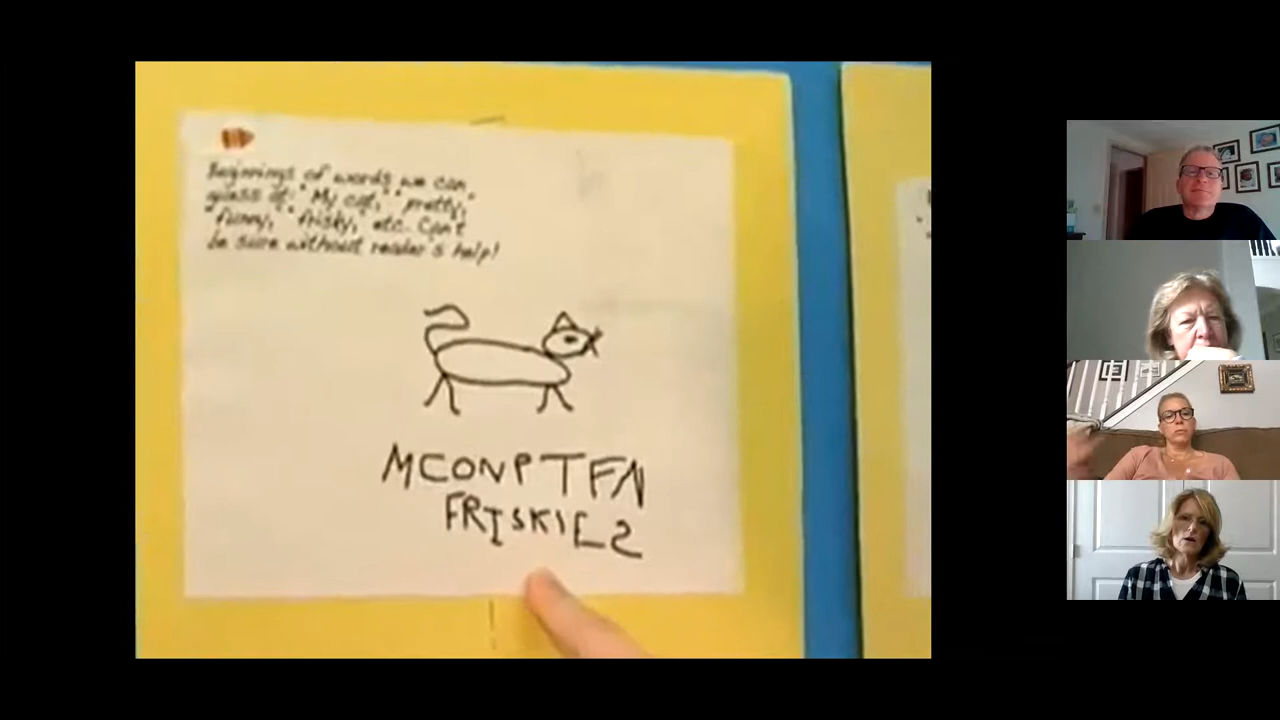 Beginnings of words we can
guess at: "My cat," "pretty,"
"funny," "frisky," etc. Can't
be sure without reader's help!
MCONPTFN
FRISKIES